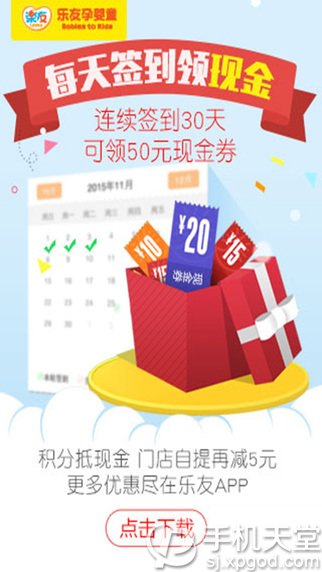 乐友
乐友孕婴童
Babies to Kids
每天签到领现金
连续签到30天
可领50元现金券
2015年11月
¥10
¥20
现金券
¥15
积分抵现金 门店自提再减5元
更多优惠尽在乐友APP
点击下载
手机天堂
sj.xpgod.com